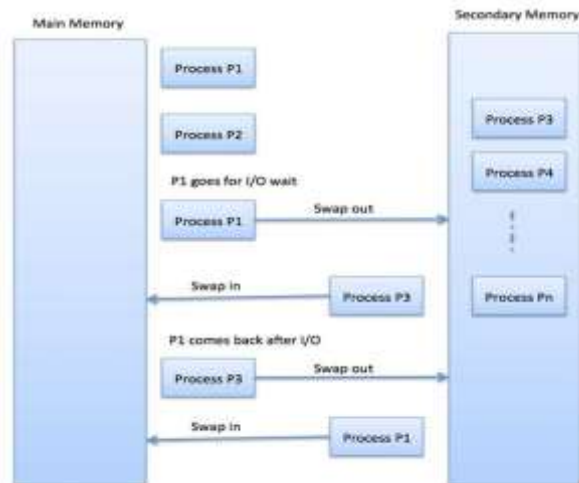 Main Memory
Secondary Memory
Process P1
Process P2
Process P3
Process P4
P1 goes for I/O wait
Process P1
Swap out
Swap in
Process P3
Process Pn
P1 comes back after I/O
Process P3
Swap out
Swap in
Process P1